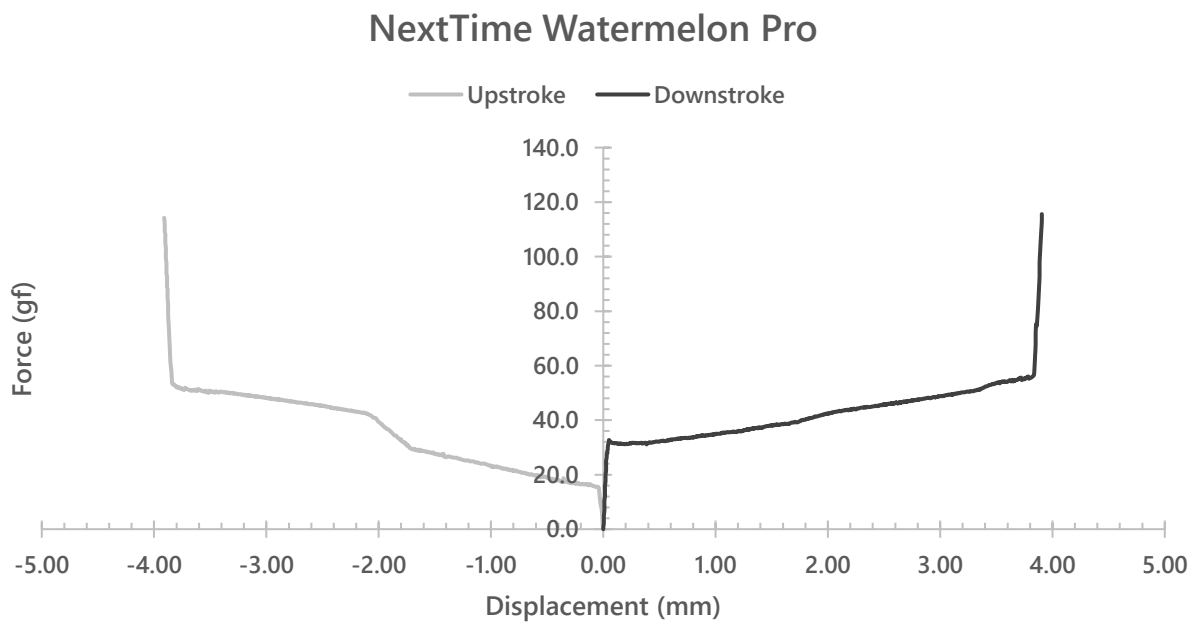 NextTime Watermelon Pro
Upstroke Downstroke
140.0
120.0
100.0
80.0
60.0
40.0
20.0
0.0
-5.00 -4.00 -3.00 -2.00 -1.00 0.00 1.00 2.00 3.00 4.00 5.00
Force (gf)
Displacement (mm)